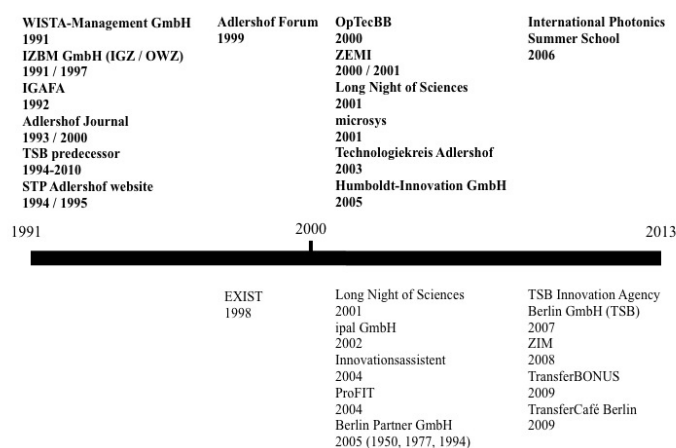 WISTA-Management GmbH
1991
IZBM GmbH (IGZ / OWZ)
1991 / 1997
IGAFA
1992
Adlershof Journal
1993 / 2000
TSB predecessor
1994-2010
STP Adlershof website
1994 / 1995
Adlershof Forum
1999
OpTecBB
2000
ZEMI
2000 / 2001
Long Night of Sciences
2001
microsys
2001
Technologiekreis Adlershof
2003
Humboldt-Innovation GmbH
2005
International Photonics
Summer School
2006
1991
2000
2013
EXIST
1998
Long Night of Sciences
2001
ipal GmbH
2002
Innovationsassistent
2004
ProFIT
2004
Berlin Partner GmbH
2005 (1950, 1977, 1994)
TSB Innovation Agency
Berlin GmbH (TSB)
2007
ZIM
2008
TransferBONUS
2009
TransferCafé Berlin
2009